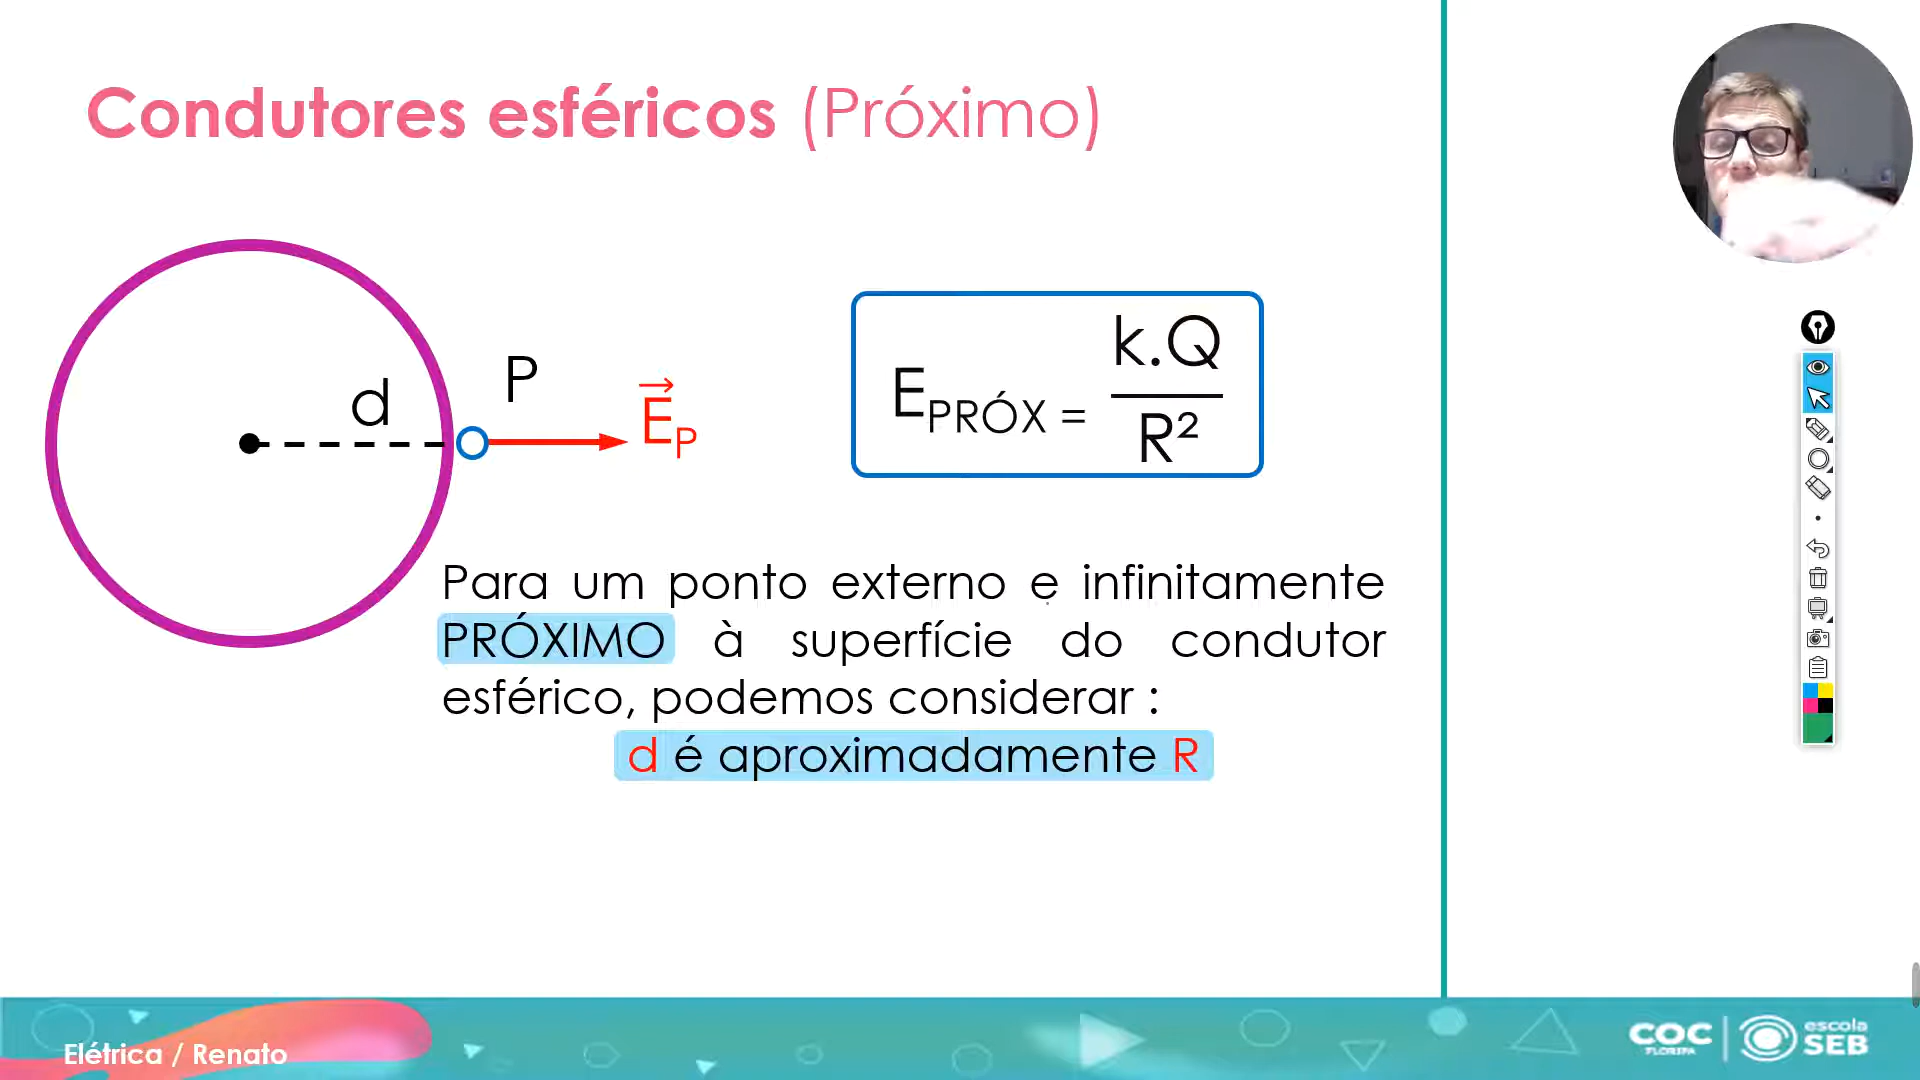 Condutores esféricos (Próximo)
d
P
E⃗P
EPRÓX = k.Q
R²
Para um ponto externo e infinitamente
PRÓXIMO à superfície do condutor
esférico, podemos considerar :
d é aproximadamente R
Elétrica / Renato
COC
FLORIPA
escola
SEB